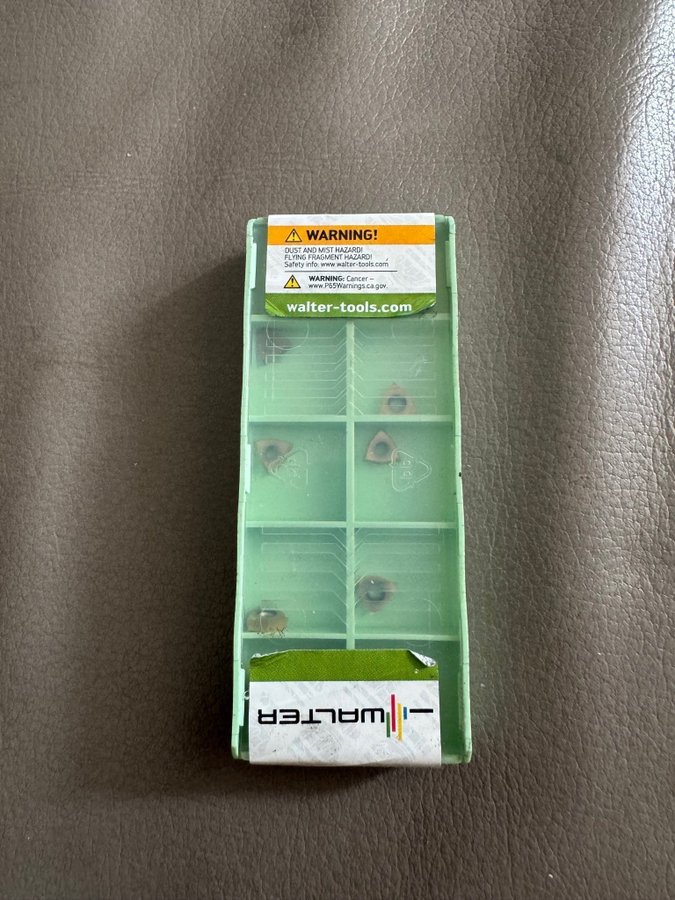 WARNING!
DUST AND MIST HAZARD!
FLYING FRAGMENT HAZARD!
Safety info: www.walter-tools.com
WARNING: Cancer –
www.P65Warnings.ca.gov.
walter-tools.com
WALTER